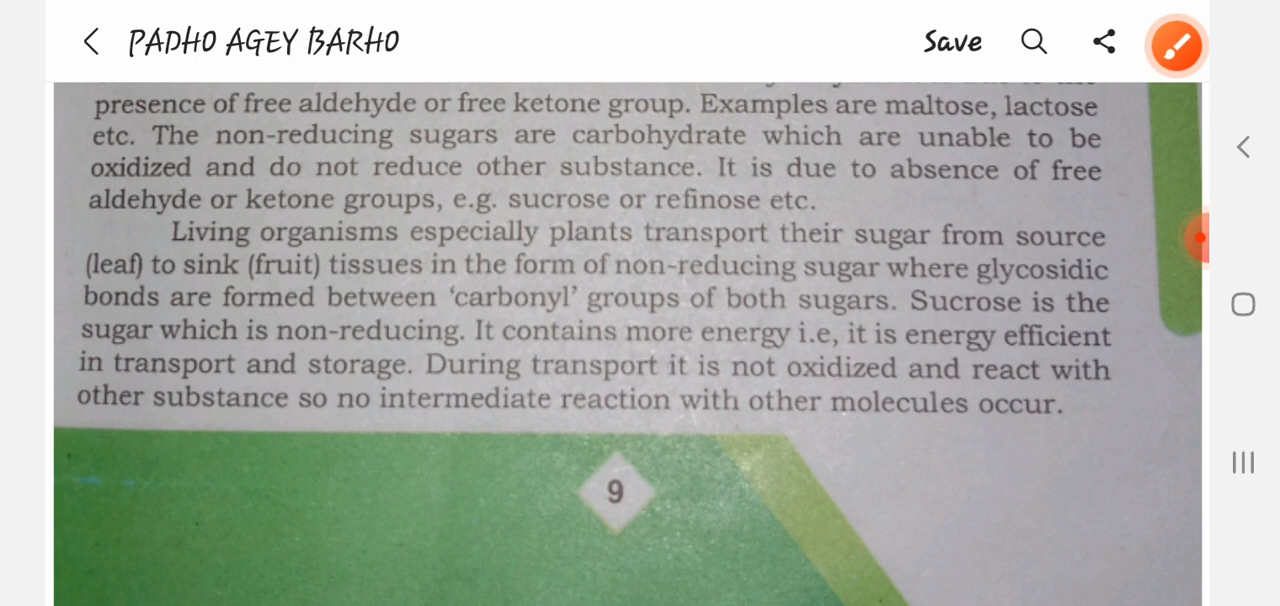 PADHO AGEY BARHO
Save
presence of free aldehyde or free ketone group. Examples are maltose, lactose
etc. The non-reducing sugars are carbohydrate which are unable to be
oxidized and do not reduce other substance. It is due to absence of free
aldehyde or ketone groups, e.g. sucrose or refinose etc.
Living organisms especially plants transport their sugar from source
(leaf) to sink (fruit) tissues in the form of non-reducing sugar where glycosidic
bonds are formed between ‘carbonyl’ groups of both sugars. Sucrose is the
sugar which is non-reducing. It contains more energy i.e, it is energy efficient
in transport and storage. During transport it is not oxidized and react with
other substance so no intermediate reaction with other molecules occur.
9